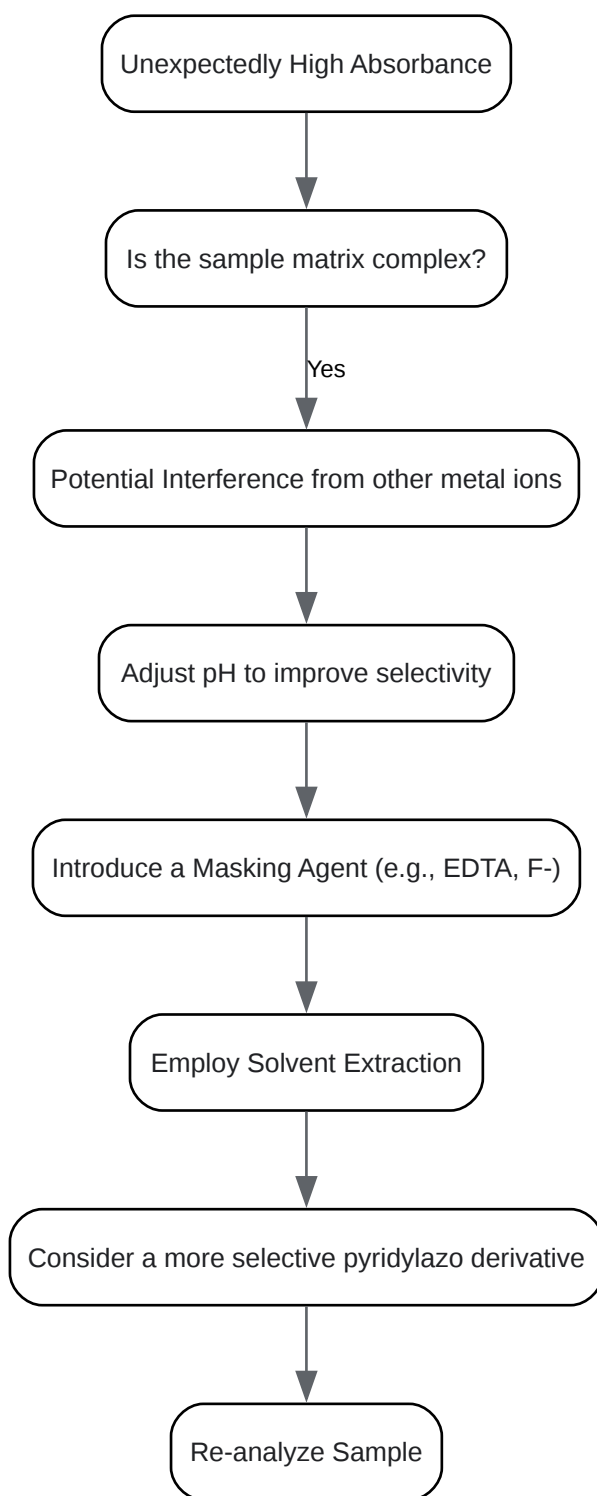 Unexpectedly High Absorbance
Is the sample matrix complex?
Yes
Potential Interference from other metal ions
Adjust pH to improve selectivity
Introduce a Masking Agent (e.g., EDTA, F-)
Employ Solvent Extraction
Consider a more selective pyridylazo derivative
Re-analyze Sample